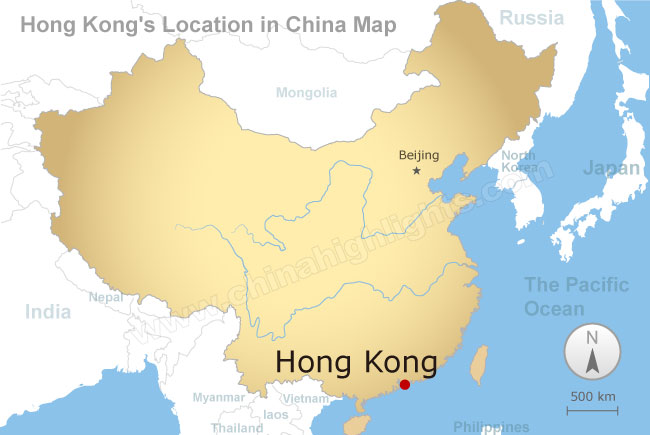 Hong Kong's Location in China Map
Russia
Mongolia
Beijing
North
Korea
Japan
www.chinahighlights.com
The Pacific
Ocean
Nepal
India
N
Hong Kong
500 km
Myanmar
Vietnam
laos
Thailand
Philippines